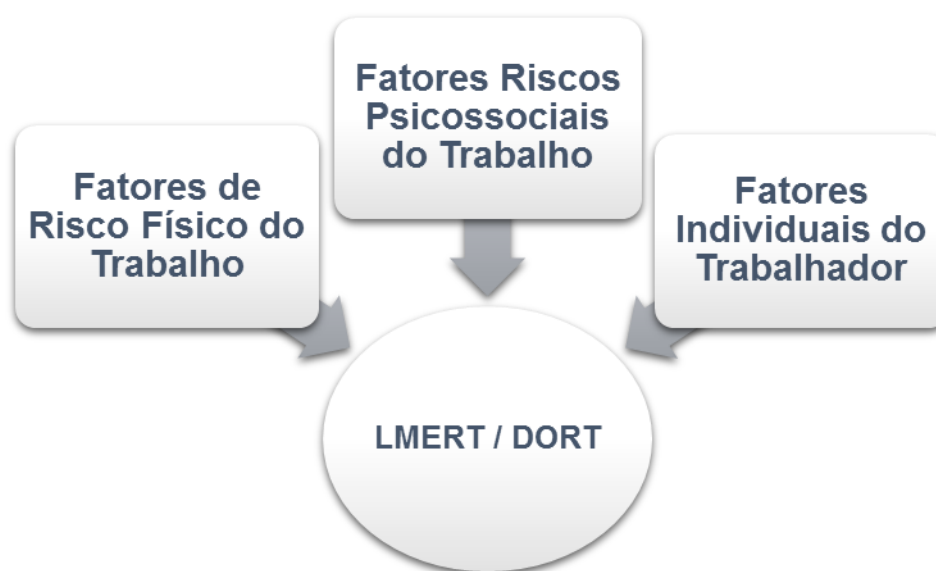 Fatores de
Risco Físico do
Trabalho
Fatores Riscos
Psicossociais
do Trabalho
Fatores
Individuais do
Trabalhador
LMERT / DORT